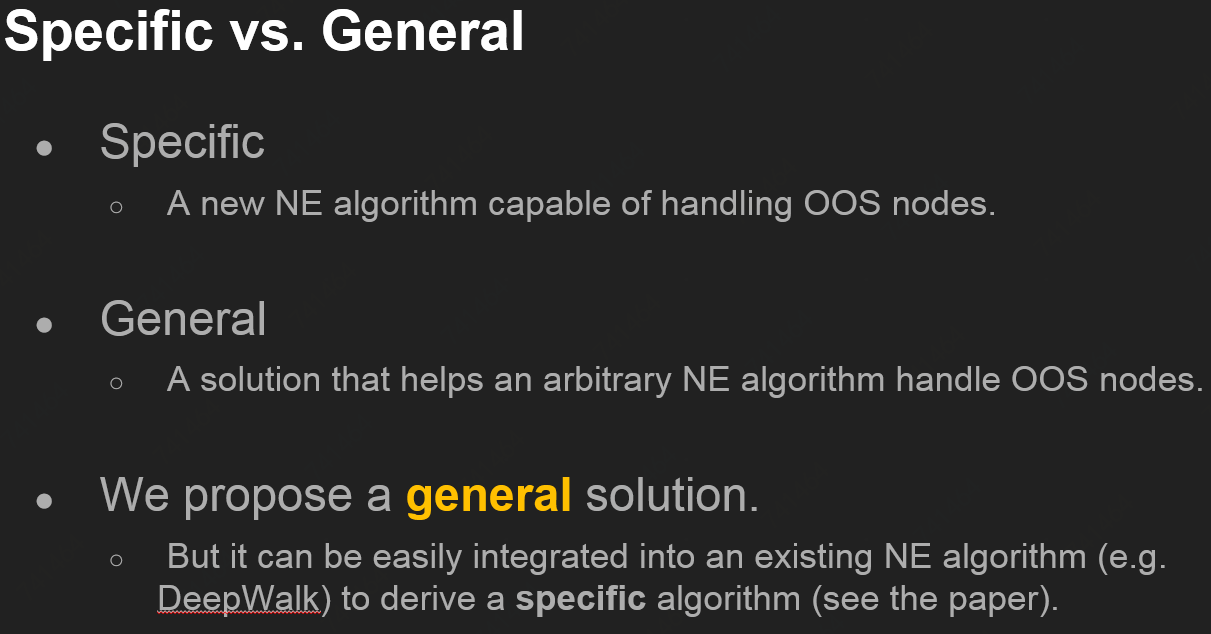 Specific vs. General
● Specific
○ A new NE algorithm capable of handling OOS nodes.
● General
○ A solution that helps an arbitrary NE algorithm handle OOS nodes.
● We propose a general solution.
○ But it can be easily integrated into an existing NE algorithm (e.g.
DeepWalk) to derive a specific algorithm (see the paper).